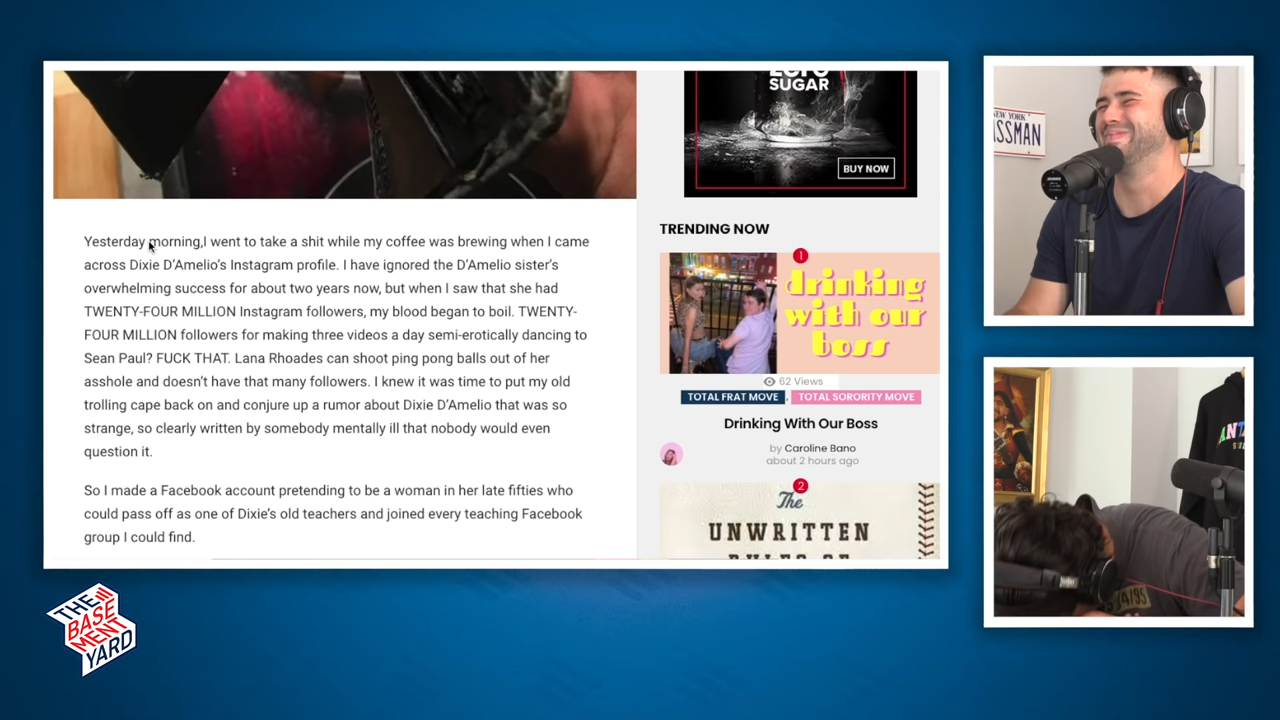 ZERO
SUGAR
BUY NOW
Yesterday morning,I went to take a shit while my coffee was brewing when I came
across Dixie D’Amelio’s Instagram profile. I have ignored the D’Amelio sister’s
overwhelming success for about two years now, but when I saw that she had
TWENTY-FOUR MILLION Instagram followers, my blood began to boil. TWENTY-
FOUR MILLION followers for making three videos a day semi-erotically dancing to
Sean Paul? FUCK THAT. Lana Rhoades can shoot ping pong balls out of her
asshole and doesn’t have that many followers. I knew it was time to put my old
trolling cape back on and conjure up a rumor about Dixie D’Amelio that was so
strange, so clearly written by somebody mentally ill that nobody would even
question it.
So I made a Facebook account pretending to be a woman in her late fifties who
could pass off as one of Dixie’s old teachers and joined every teaching Facebook
group I could find.
TRENDING NOW
1
drinking
with our
boss
62 Views
TOTAL FRAT MOVE, TOTAL SORORITY MOVE
Drinking With Our Boss
by Caroline Bano
about 2 hours ago
2
The
UNWRITTEN
RULES OF
NEW YORK
ASSMAN
ANT
4/95
THE
BASE
MENT
YARD